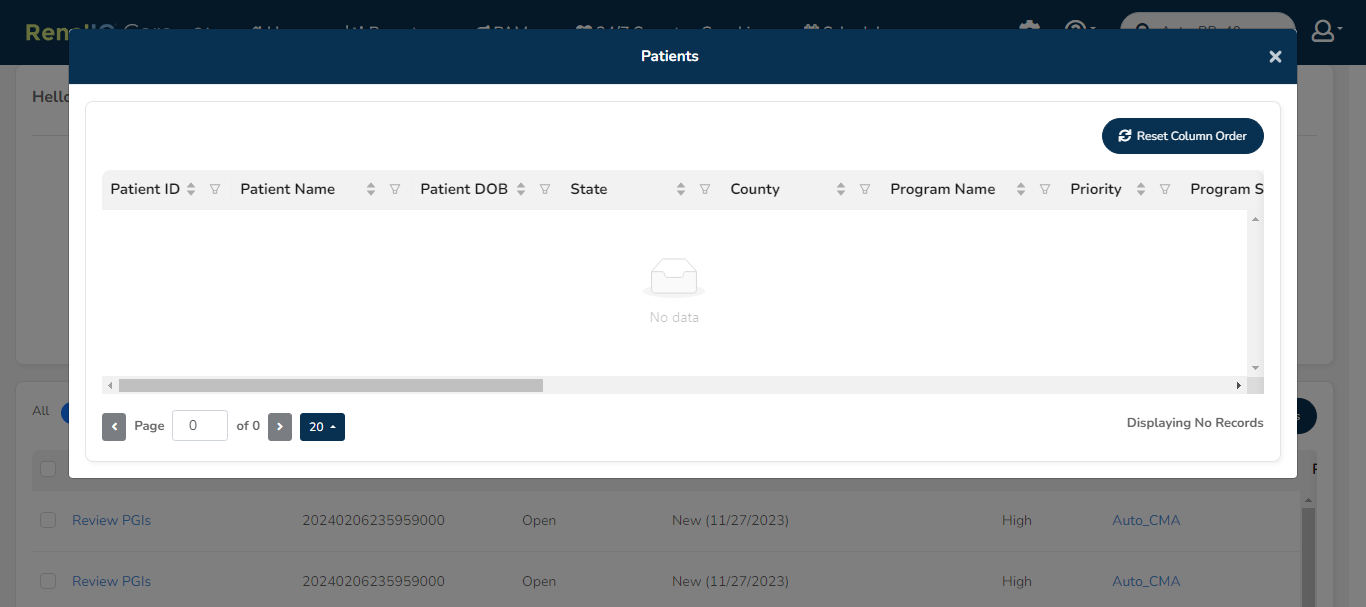 Patients
Hello
Reset Column Order
Patient ID Patient Name Patient DOB State County Program Name Priority Program S
No data
All
Page 0 of 0 20 Displaying No Records
Review PGIs 20240206235959000 Open New (11/27/2023) High Auto_CMA
Review PGIs 20240206235959000 Open New (11/27/2023) High Auto_CMA